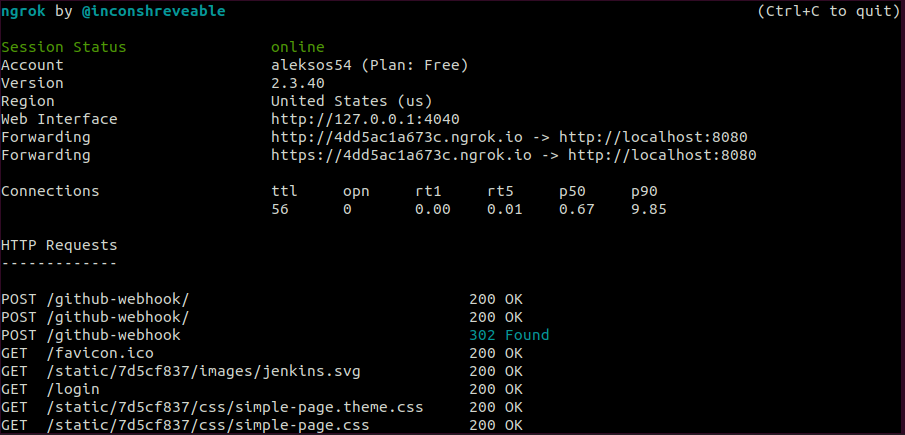 ngrok by @inconshreveable (Ctrl+C to quit)
Session Status online
Account aleksos54 (Plan: Free)
Version 2.3.40
Region United States (us)
Web Interface http://127.0.0.1:4040
Forwarding http://4dd5ac1a673c.ngrok.io -> http://localhost:8080
Forwarding https://4dd5ac1a673c.ngrok.io -> http://localhost:8080
Connections ttl opn rt1 rt5 p50 p90
56 0 0.00 0.01 0.67 9.85
HTTP Requests
-------------
POST /github-webhook/ 200 OK
POST /github-webhook/ 200 OK
POST /github-webhook 302 Found
GET /favicon.ico 200 OK
GET /static/7d5cf837/images/jenkins.svg 200 OK
GET /login 200 OK
GET /static/7d5cf837/css/simple-page.theme.css 200 OK
GET /static/7d5cf837/css/simple-page.css 200 OK